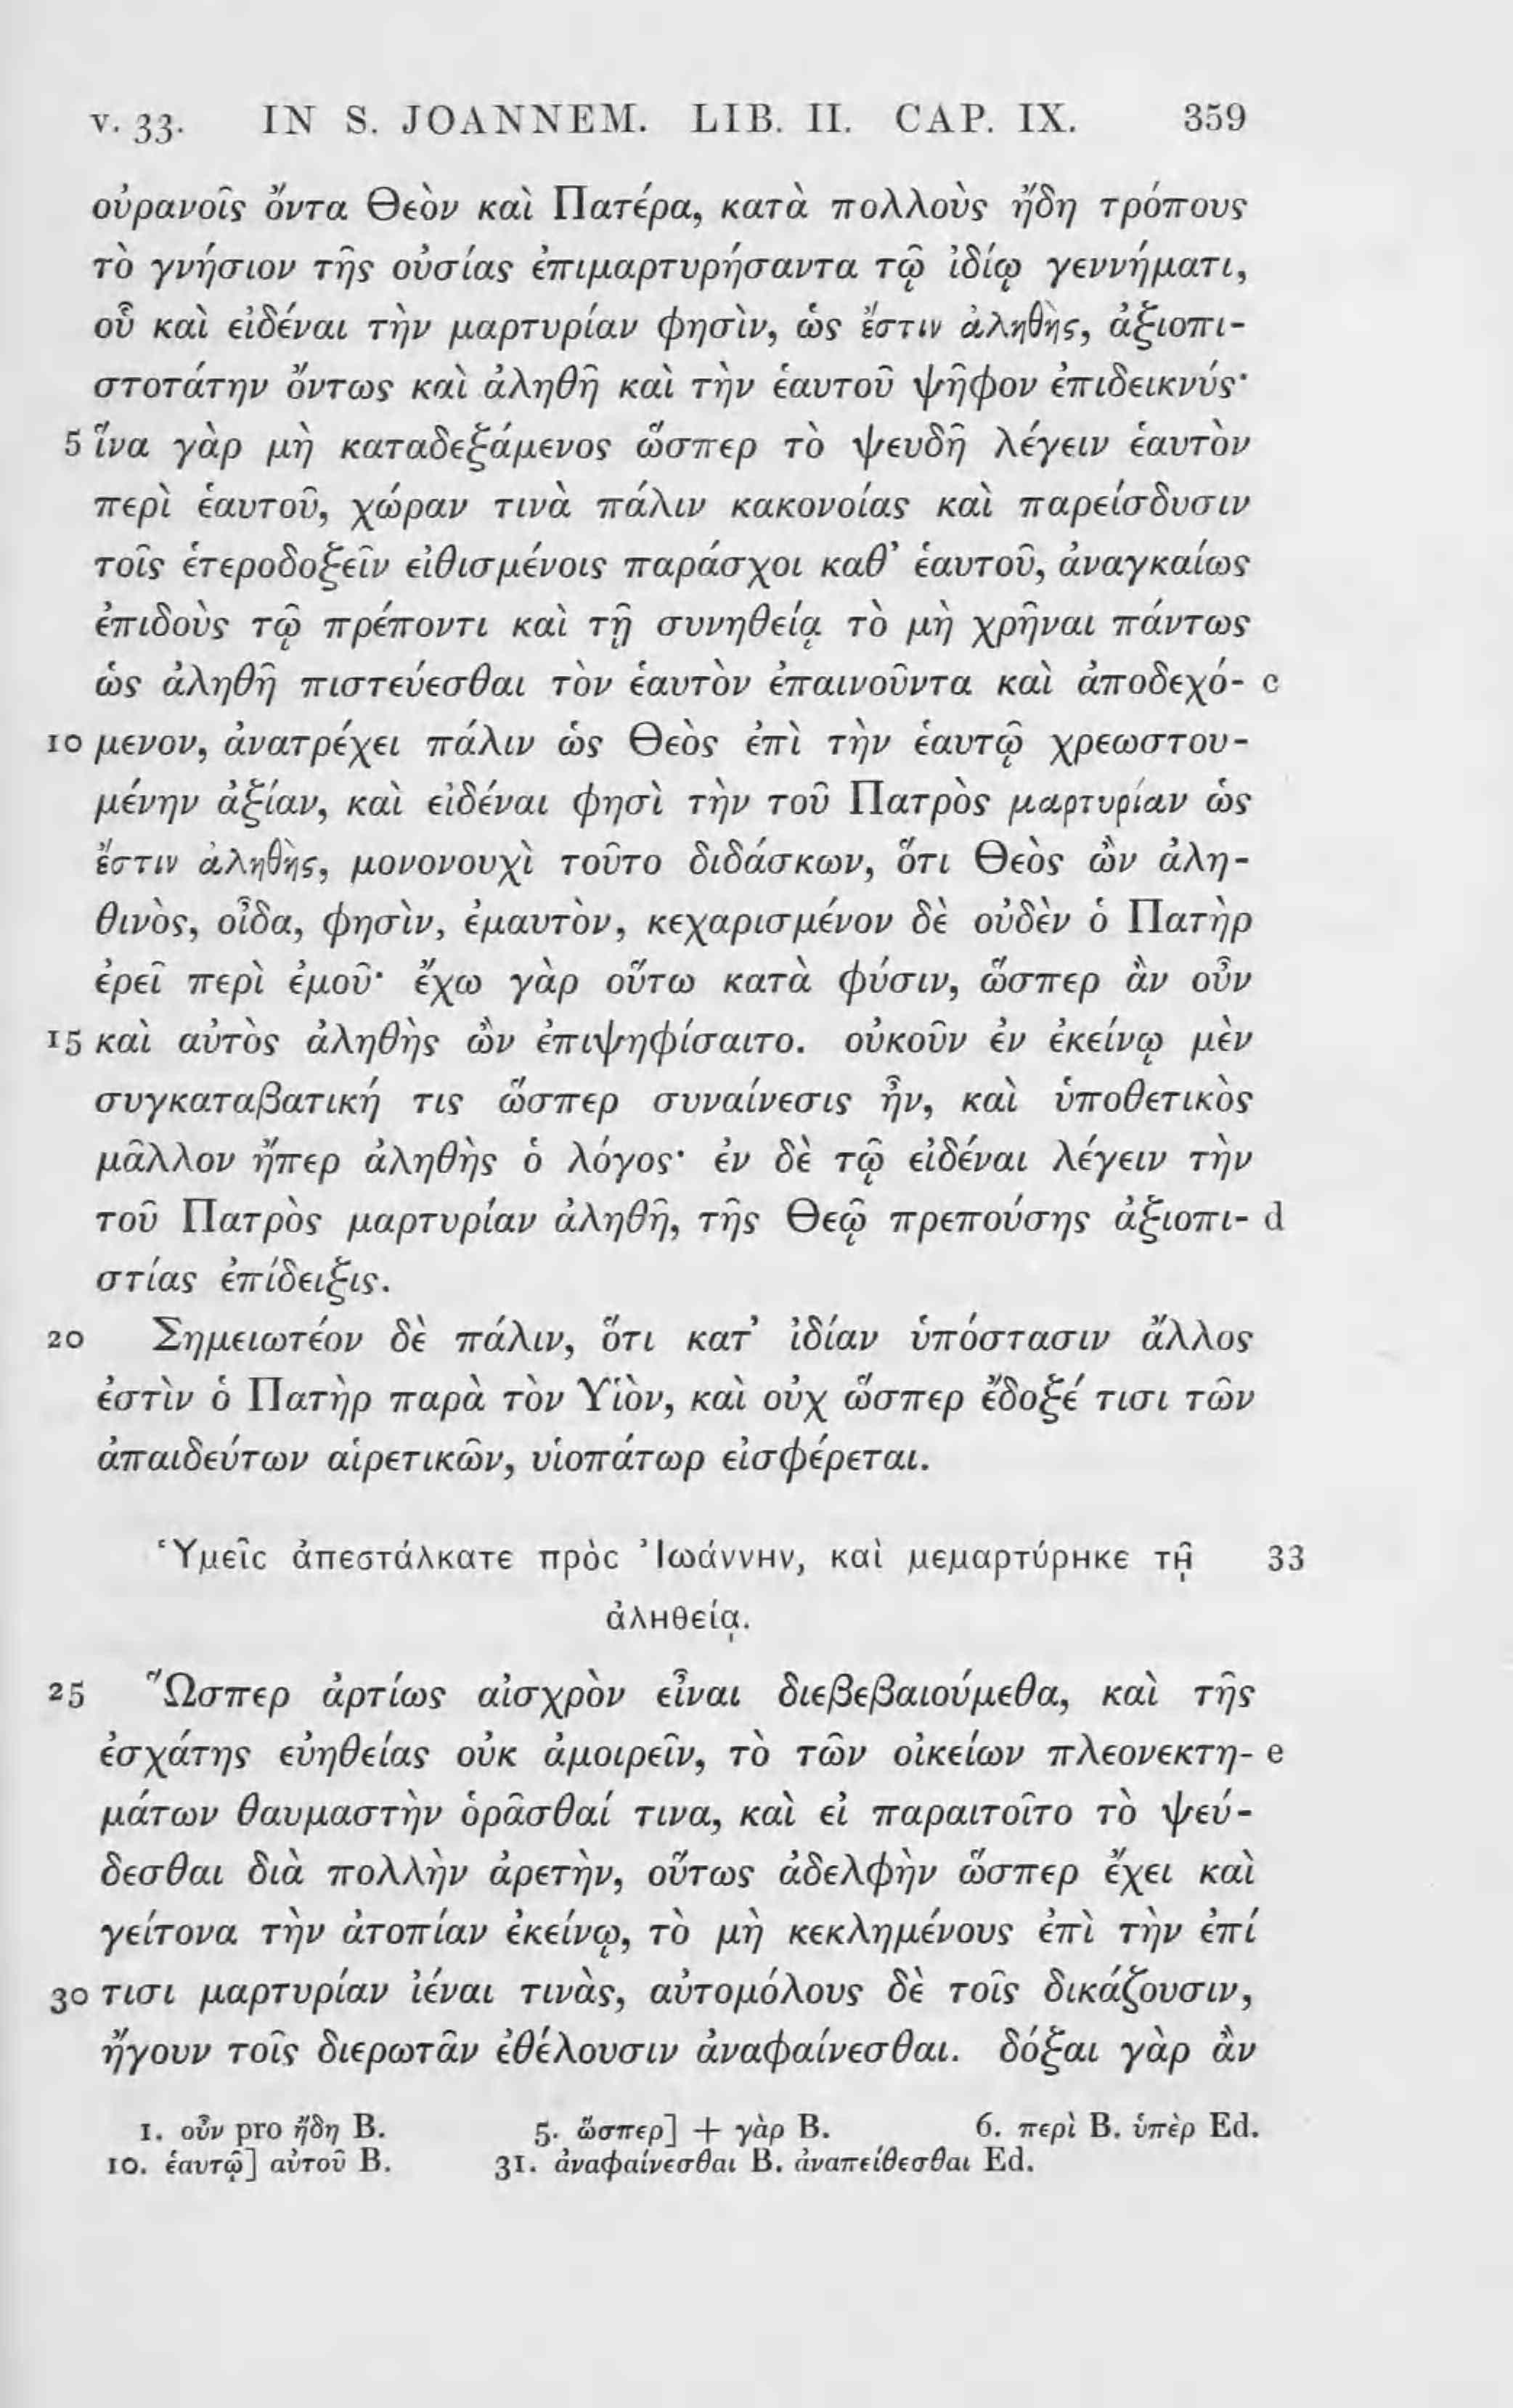 v. 33. IN S. JOANNEM. LIB. II. CAP. IX. 359
οὐρανοῖς ὄντα Θεὸν καὶ Πατέρα, κατὰ πολλοὺς ἤδη τρόπους
τὸ γνήσιον τῆς οὐσίας ἐπιμαρτυρήσαντα τῷ ἰδίῳ γεννήματι,
οὗ καὶ εἰδέναι τὴν μαρτυρίαν φησὶν, ὡς ἔστιν ἀληθὴς, ἀξιοπι-
στοτάτην ὄντως καὶ ἀληθῆ καὶ τὴν ἑαυτοῦ ψῆφον ἐπιδεικνύς·
5 ἵνα γὰρ μὴ καταδεξάμενος ὥσπερ τὸ ψευδῆ λέγειν ἑαυτὸν
περὶ ἑαυτοῦ, χώραν τινὰ πάλιν κακονοίας καὶ παρείσδυσιν
τοῖς ἑτεροδοξεῖν εἰθισμένοις παράσχοι καθ’ ἑαυτοῦ, ἀναγκαίως
ἐπιδοὺς τῷ πρέποντι καὶ τῇ συνηθείᾳ τὸ μὴ χρῆναι πάντως
ὡς ἀληθῆ πιστεύεσθαι τὸν ἑαυτὸν ἐπαινοῦντα καὶ ἀποδεχό- c
10 μενον, ἀνατρέχει πάλιν ὡς Θεὸς ἐπὶ τὴν ἑαυτῷ χρεωστου-
μένην ἀξίαν, καὶ εἰδέναι φησὶ τὴν τοῦ Πατρὸς μαρτυρίαν ὡς
ἔστιν ἀληθὴς, μονονουχὶ τοῦτο διδάσκων, ὅτι Θεὸς ὢν ἀλη-
θινὸς, οἶδα, φησὶν, ἐμαυτὸν, κεχαρισμένον δὲ οὐδὲν ὁ Πατὴρ
ἐρεῖ περὶ ἐμοῦ· ἔχω γὰρ οὕτω κατὰ φύσιν, ὥσπερ ἂν οὖν
15 καὶ αὐτὸς ἀληθὴς ὢν ἐπιψηφίσαιτο. οὐκοῦν ἐν ἐκείνῳ μὲν
συγκαταβατική τις ὥσπερ συναίνεσις ἦν, καὶ ὑποθετικὸς
μᾶλλον ἤπερ ἀληθὴς ὁ λόγος· ἐν δὲ τῷ εἰδέναι λέγειν τὴν
τοῦ Πατρὸς μαρτυρίαν ἀληθῆ, τῆς Θεῷ πρεπούσης ἀξιοπι- d
στίας ἐπίδειξις.
20 Σημειωτέον δὲ πάλιν, ὅτι κατ’ ἰδίαν ὑπόστασιν ἄλλος
ἐστὶν ὁ Πατὴρ παρὰ τὸν Υἱὸν, καὶ οὐχ ὥσπερ ἔδοξέ τισι τῶν
ἀπαιδεύτων αἱρετικῶν, υἱοπάτωρ εἰσφέρεται.
Ὑμεῖς ἀπεστάλκατε πρὸς Ἰωάννην, καὶ μεμαρτύρηκε τῇ 33
ἀληθείᾳ.
25 Ὥσπερ ἀρτίως αἰσχρὸν εἶναι διεβεβαιούμεθα, καὶ τῆς
ἐσχάτης εὐηθείας οὐκ ἀμοιρεῖν, τὸ τῶν οἰκείων πλεονεκτη- e
μάτων θαυμαστὴν ὁρᾶσθαί τινα, καὶ εἰ παραιτοῖτο τὸ ψεύ-
δεσθαι διὰ πολλὴν ἀρετὴν, οὕτως ἀδελφὴν ὥσπερ ἔχει καὶ
γείτονα τὴν ἀτοπίαν ἐκείνῳ, τὸ μὴ κεκλημένους ἐπὶ τὴν ἐπί
30 τισι μαρτυρίαν ἰέναι τινὰς, αὐτομόλους δὲ τοῖς δικάζουσιν,
ἤγουν τοῖς διερωτᾶν ἐθέλουσιν ἀναφαίνεσθαι. δόξαι γὰρ ἂν
1. οὖν pro ἤδη B. 5. ὥσπερ] + γὰρ B. 6. περὶ B. ὑπὲρ Ed.
10. ἑαυτῷ] αὐτοῦ B. 31. ἀναφαίνεσθαι B. ἀναπείθεσθαι Ed.